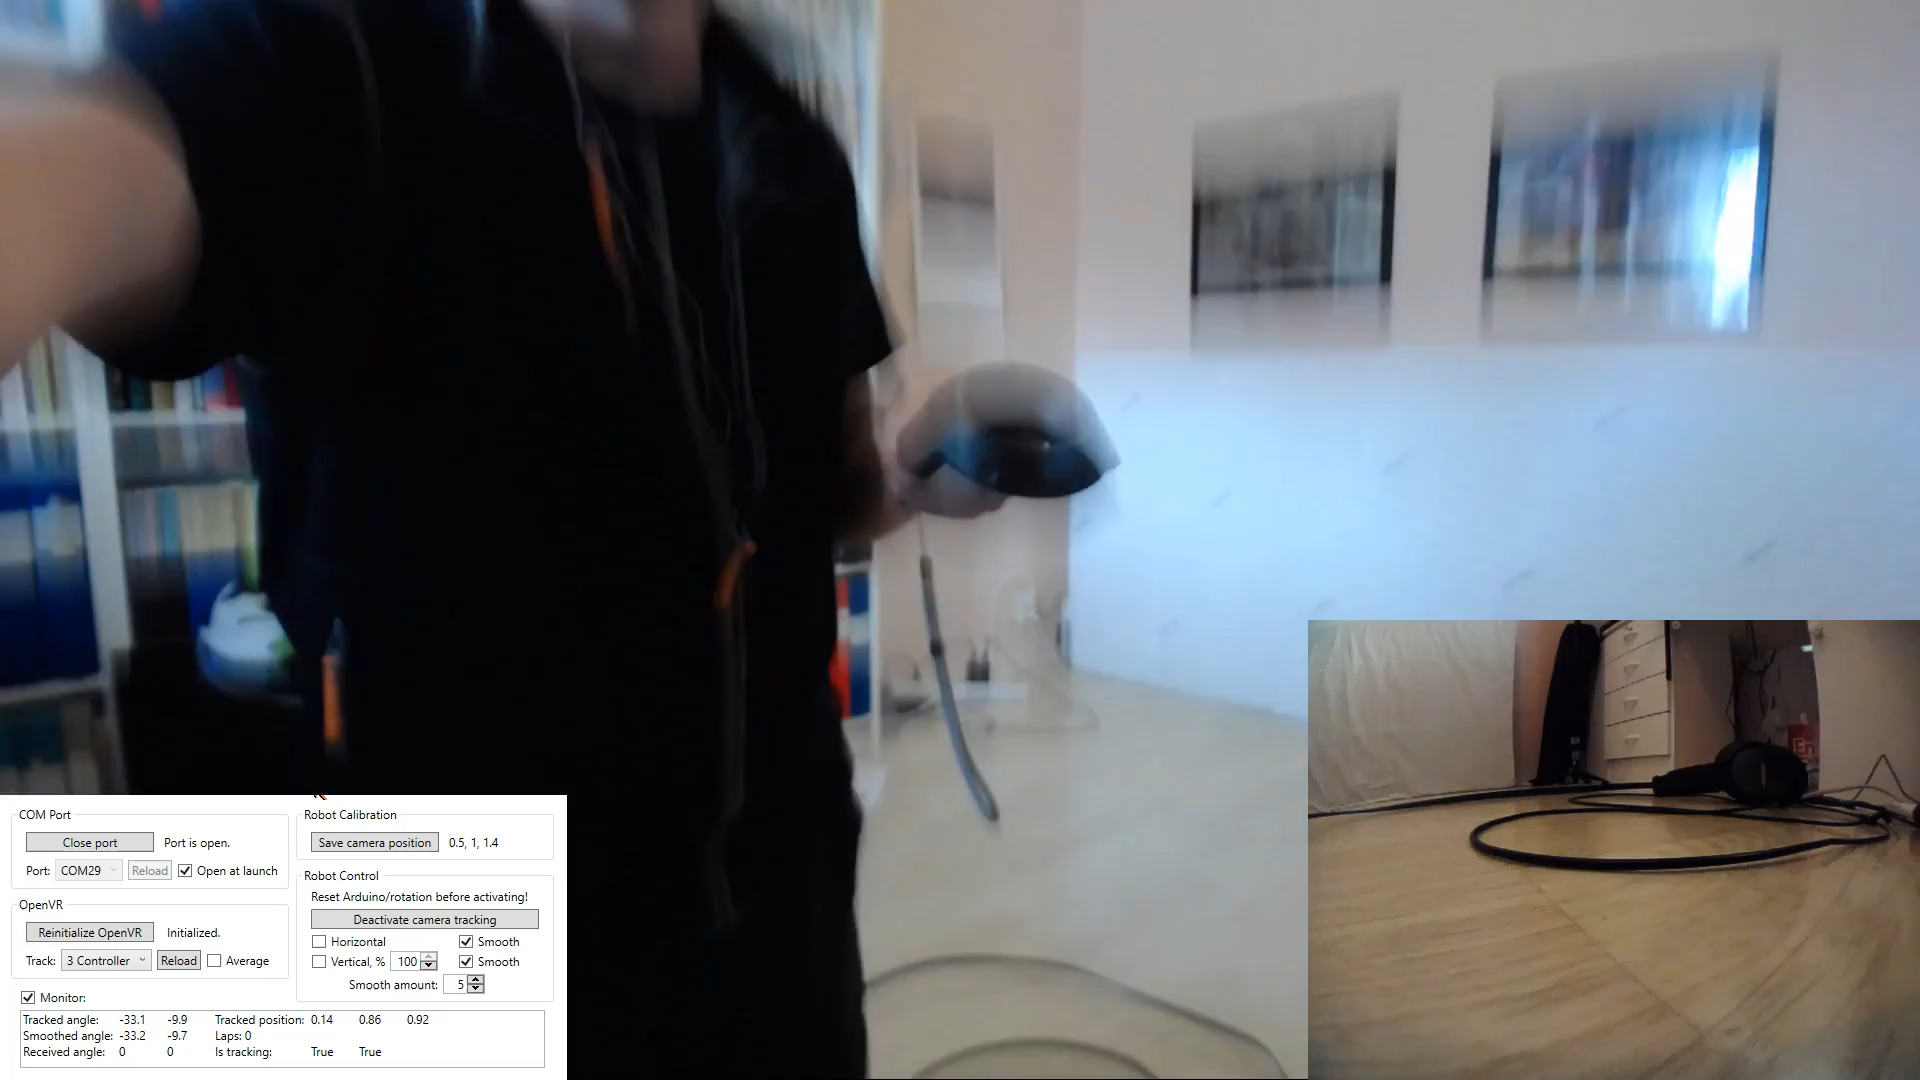 COM Port
Close port Port is open.
Port: COM29 Reload Open at launch
OpenVR
Reinitialize OpenVR Initialized.
Track: 3 Controller Reload Average
Monitor:
Robot Calibration
Save camera position 0.5, 1, 1.4
Robot Control
Reset Arduino/rotation before activating!
Deactivate camera tracking
Horizontal Smooth
Vertical, % 100 Smooth
Smooth amount: 5
Tracked angle: -33.1 -9.9 Tracked position: 0.14 0.86 0.92
Smoothed angle: -33.2 -9.7 Laps: 0
Received angle: 0 0 Is tracking: True True
En